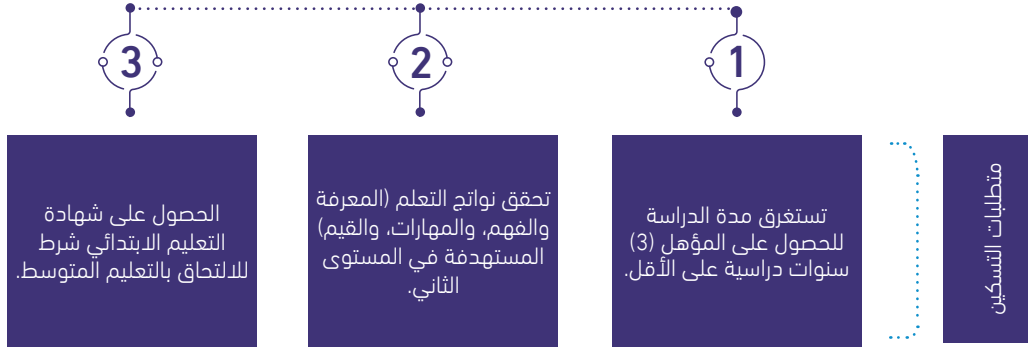 متطلبات التسكين
1
تستغرق مدة الدراسة
للحصول على المؤهل (3)
سنوات دراسية على الأقل.
2
تحقق نواتج التعلم (المعرفة
والفهم، والمهارات، والقيم)
المستهدفة في المستوى
الثاني.
3
الحصول على شهادة
التعليم الابتدائي شرط
للالتحاق بالتعليم المتوسط.